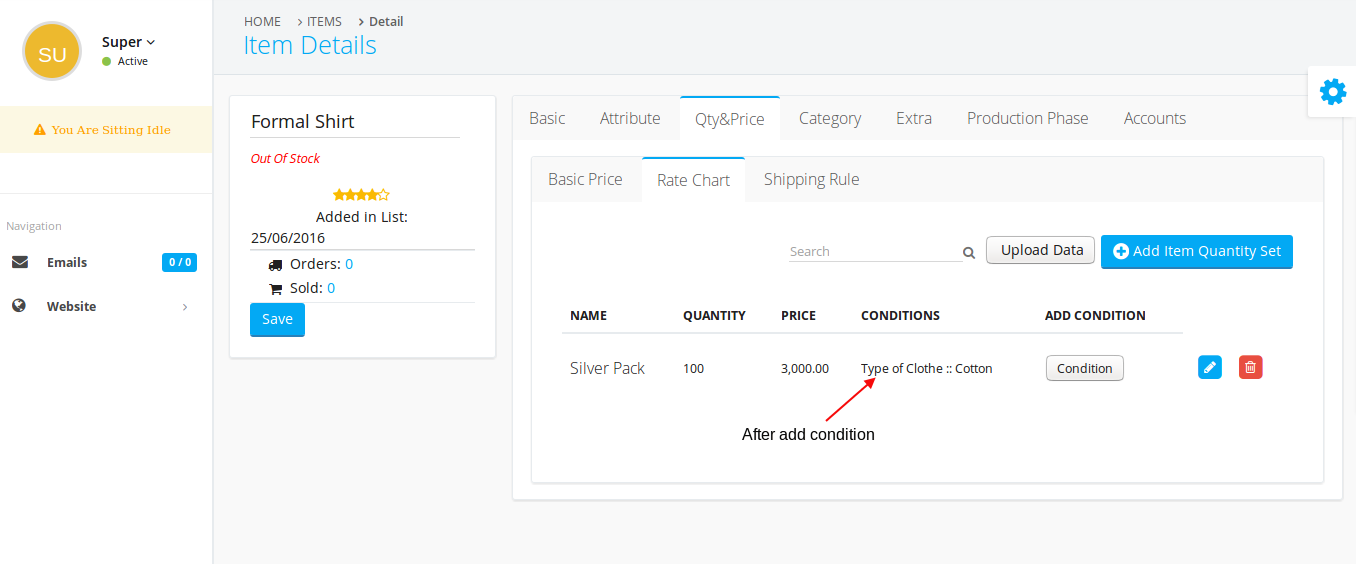 SU
Super
Active
You Are Sitting Idle
Navigation
Emails 0 / 0
Website
HOME > ITEMS > Detail
Item Details
Formal Shirt
Out Of Stock
Added in List:
25/06/2016
Orders: 0
Sold: 0
Save
Basic Attribute Qty&Price Category Extra Production Phase Accounts
Basic Price Rate Chart Shipping Rule
Search Upload Data Add Item Quantity Set
NAME QUANTITY PRICE CONDITIONS ADD CONDITION
Silver Pack 100 3,000.00 Type of Clothe :: Cotton Condition
After add condition